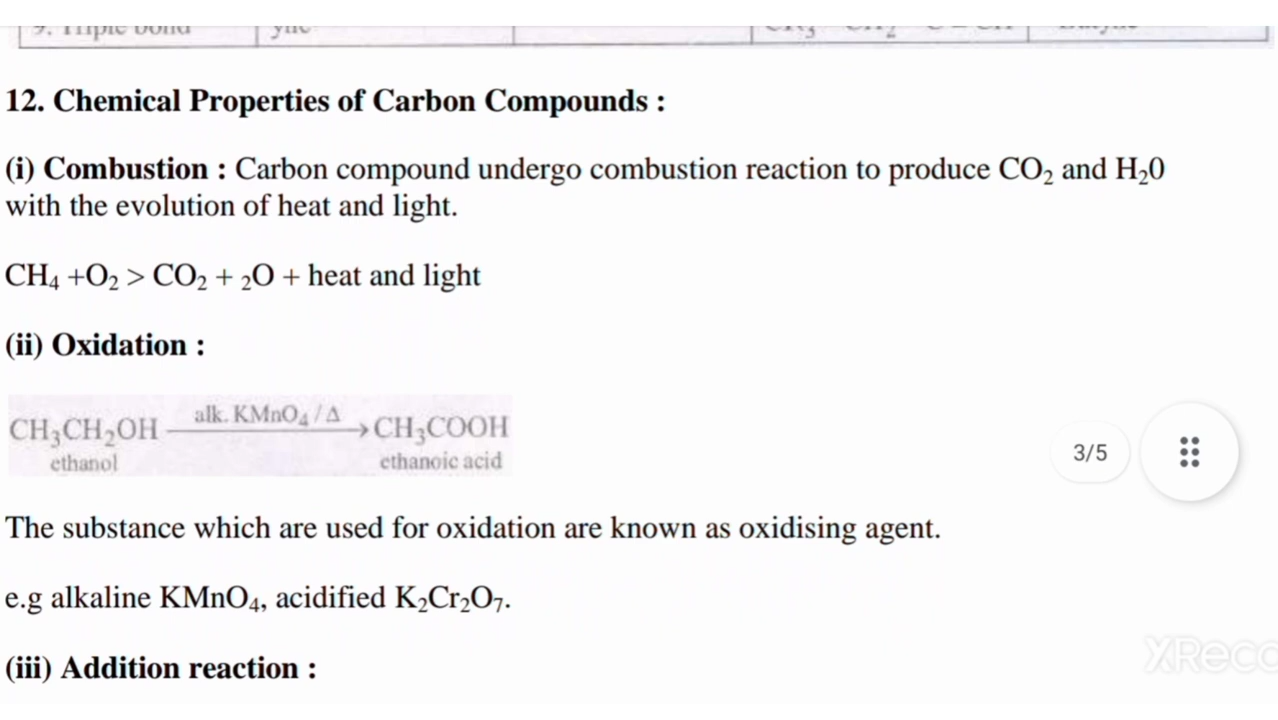 12. Chemical Properties of Carbon Compounds :
(i) Combustion : Carbon compound undergo combustion reaction to produce CO₂ and H₂0
with the evolution of heat and light.
CH₄ +O₂ > CO₂ + ₂O + heat and light
(ii) Oxidation :
CH₃CH₂OH alk. KMnO₄ / Δ → CH₃COOH
ethanol ethanoic acid
3/5
The substance which are used for oxidation are known as oxidising agent.
e.g alkaline KMnO₄, acidified K₂Cr₂O₇.
(iii) Addition reaction :